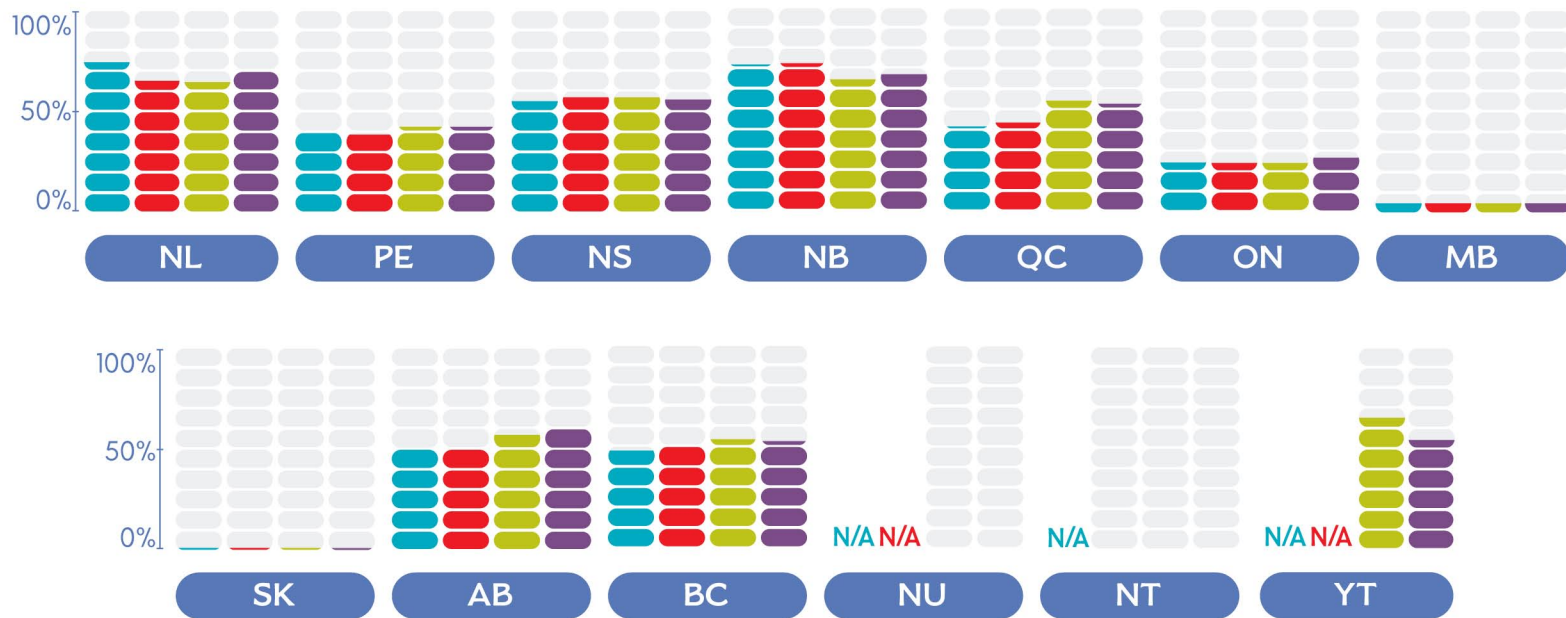 100%
50%
0%
NL PE NS NB QC ON MB
100%
50%
0%
N/A N/A N/A N/A N/A
SK AB BC NU NT YT